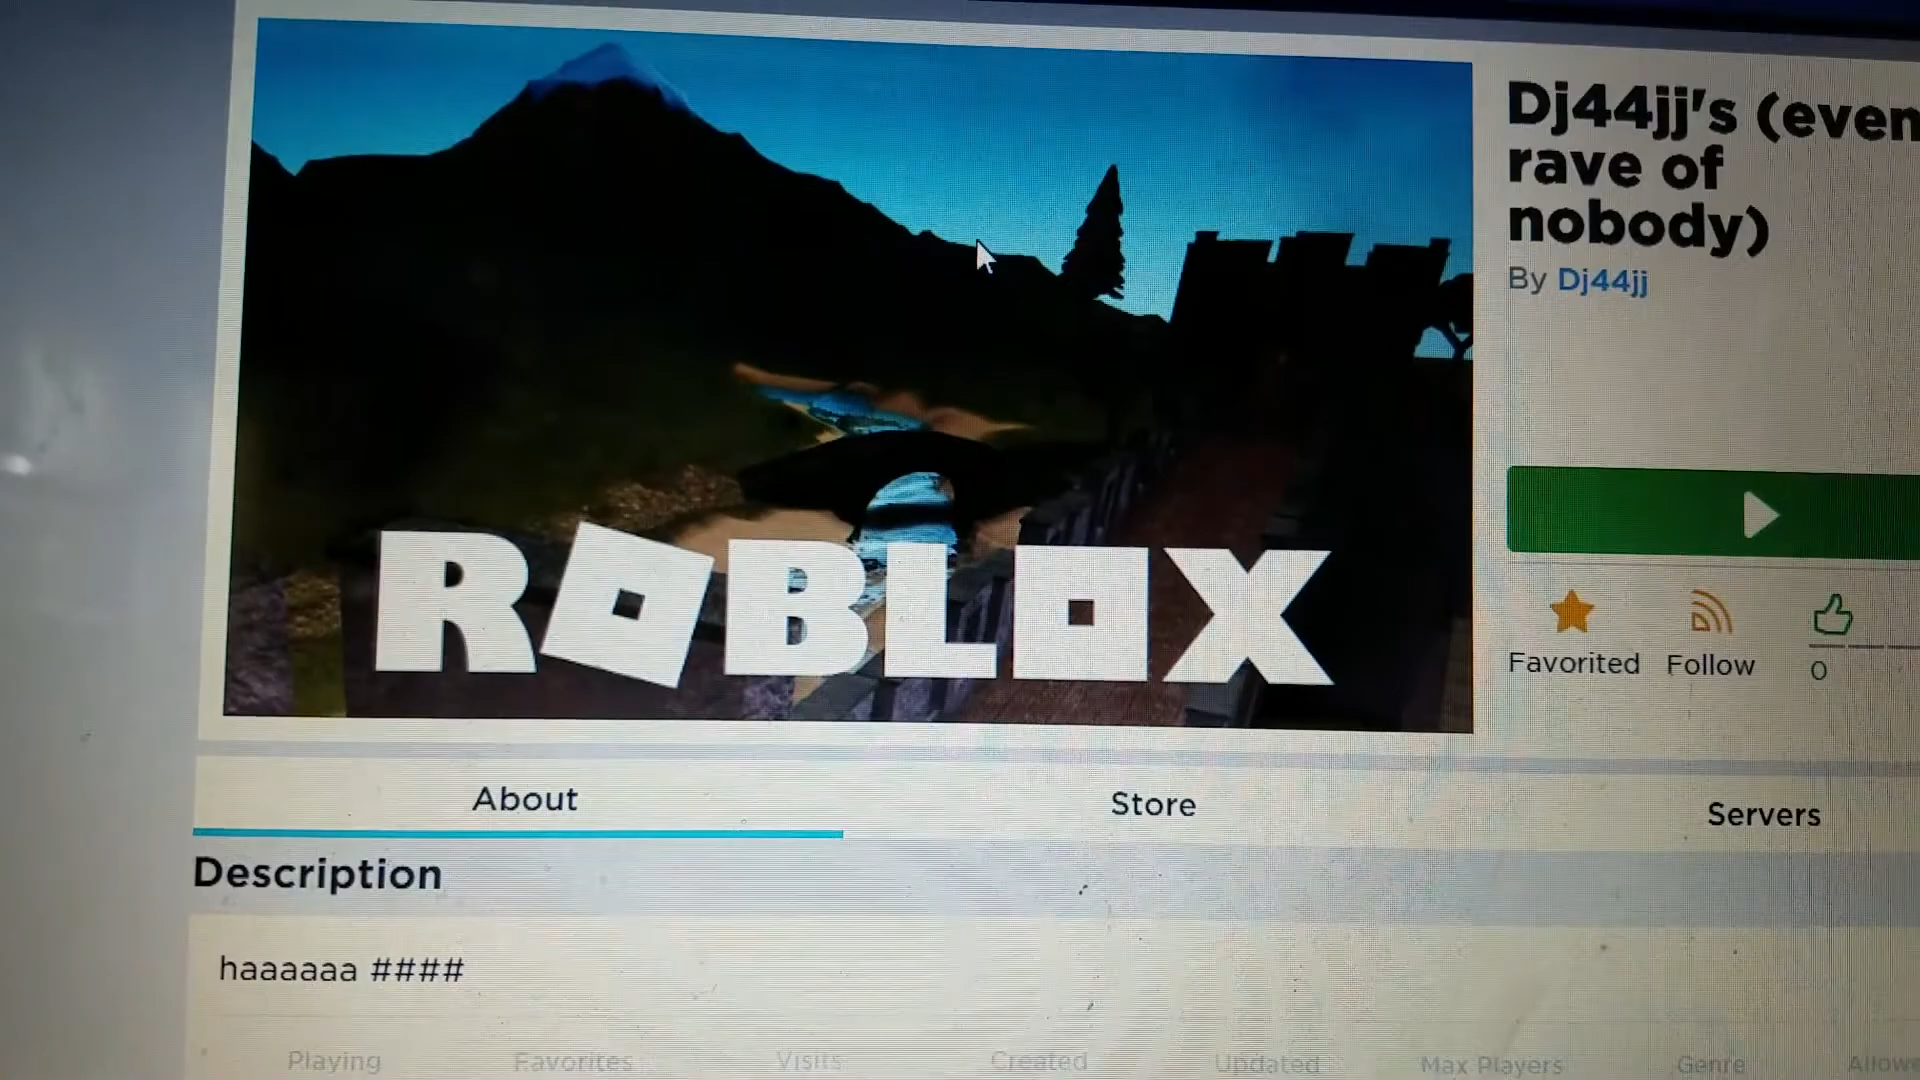 Dj44jj's (even
rave of
nobody)
By Dj44jj
ROBLOX
Favorited Follow
0
About Store Servers
Description
haaaaaa ####
Playing Favorites Visits Created Updated Max Players Genre Allowe